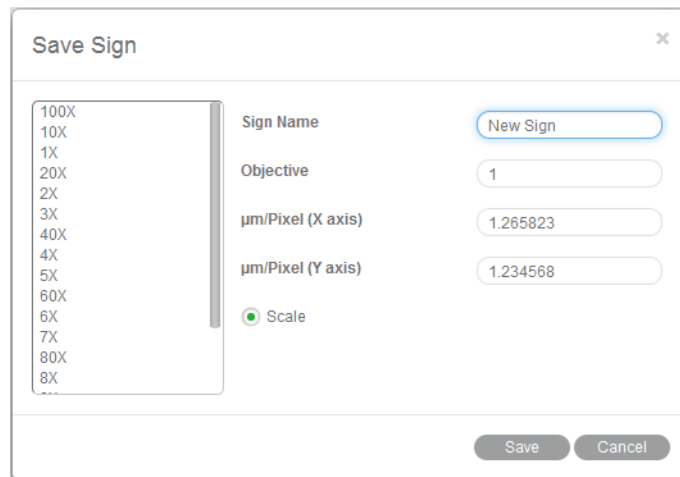 Save Sign
×
100X
10X
1X
20X
2X
3X
40X
4X
5X
60X
6X
7X
80X
8X
Sign Name
New Sign
Objective
1
µm/Pixel (X axis)
1.265823
µm/Pixel (Y axis)
1.234568
Scale
Save
Cancel